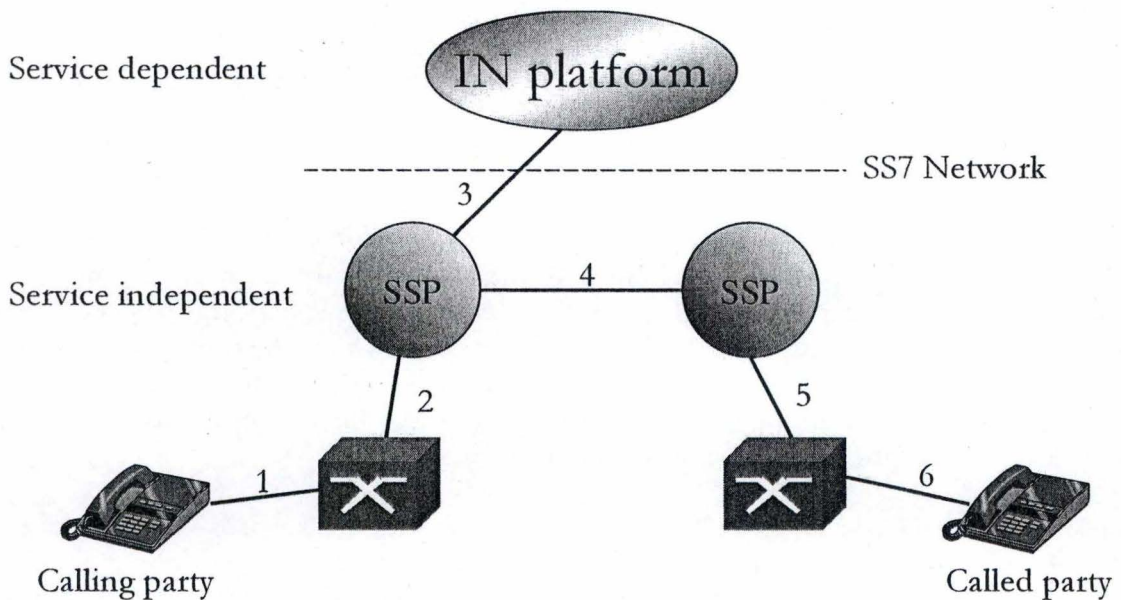 Service dependent
IN platform
SS7 Network
3
Service independent
SSP
4
SSP
2
5
1
6
Calling party
Called party